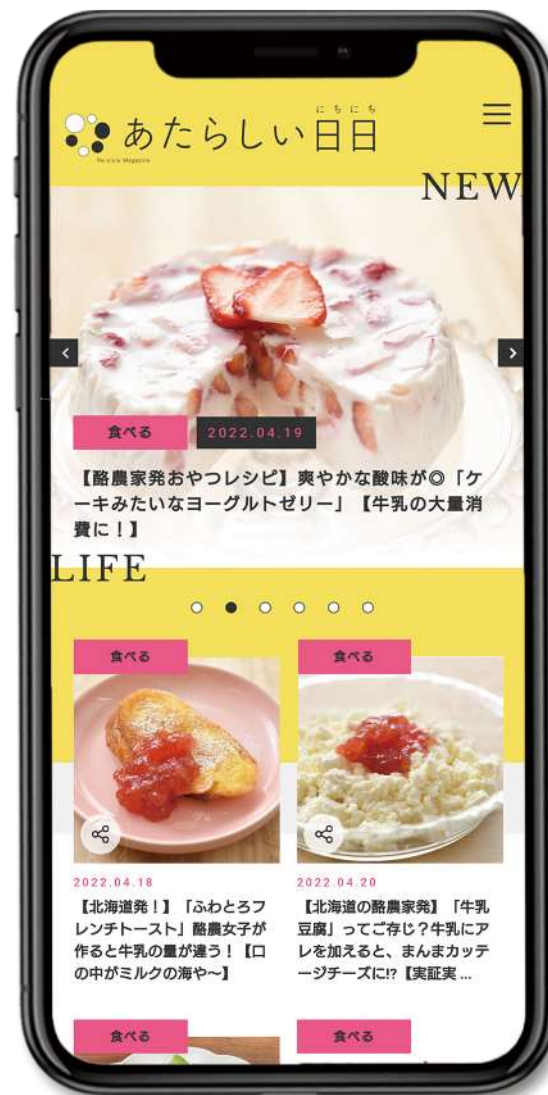 にちにち
あたらしい日日
New style Magazine
NEW
食べる
2022.04.19
【酪農家発おやつレシピ】爽やかな酸味が◎「ケ
ーキみたいなヨーグルトゼリー」【牛乳の大量消
費に！】
LIFE
食べる
食べる
2022.04.18
【北海道発！】「ふわとろフ
レンチトースト」酪農女子が
作ると牛乳の量が違う！【口
の中がミルクの海や〜】
2022.04.20
【北海道の酪農家発】「牛乳
豆腐」ってご存じ？牛乳にア
レを加えると、まんまカッテ
ージチーズに!?【実証実 ...
食べる
食べる